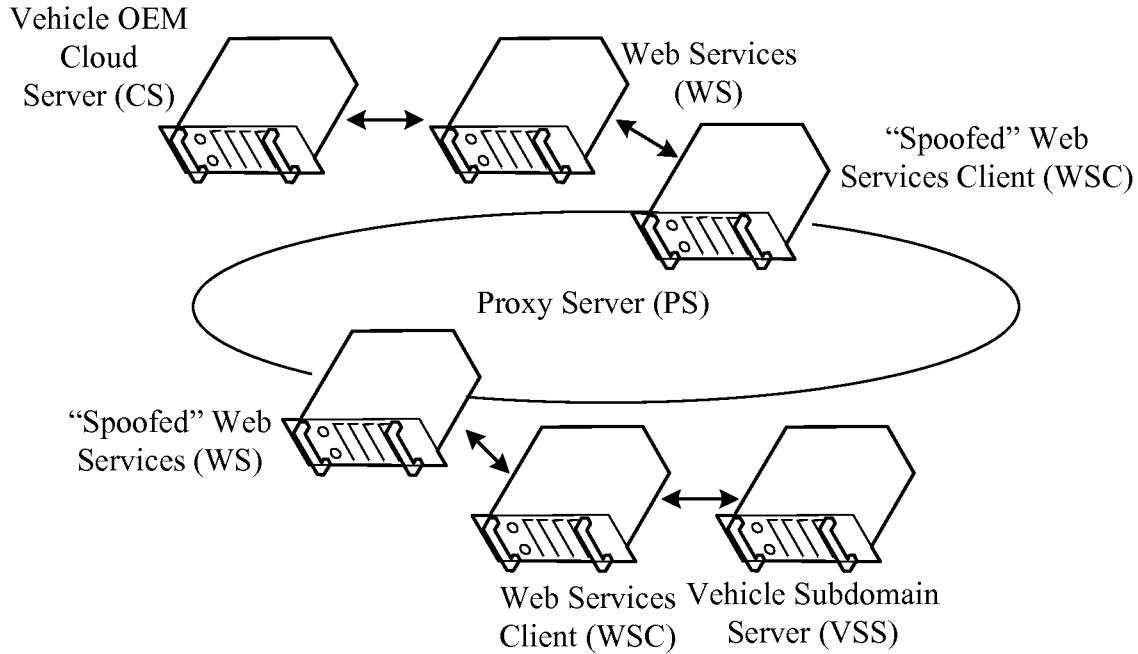 Vehicle OEM
Cloud
Server (CS)
Web Services
(WS)
“Spoofed” Web
Services Client (WSC)
Proxy Server (PS)
“Spoofed” Web
Services (WS)
Web Services
Client (WSC)
Vehicle Subdomain
Server (VSS)